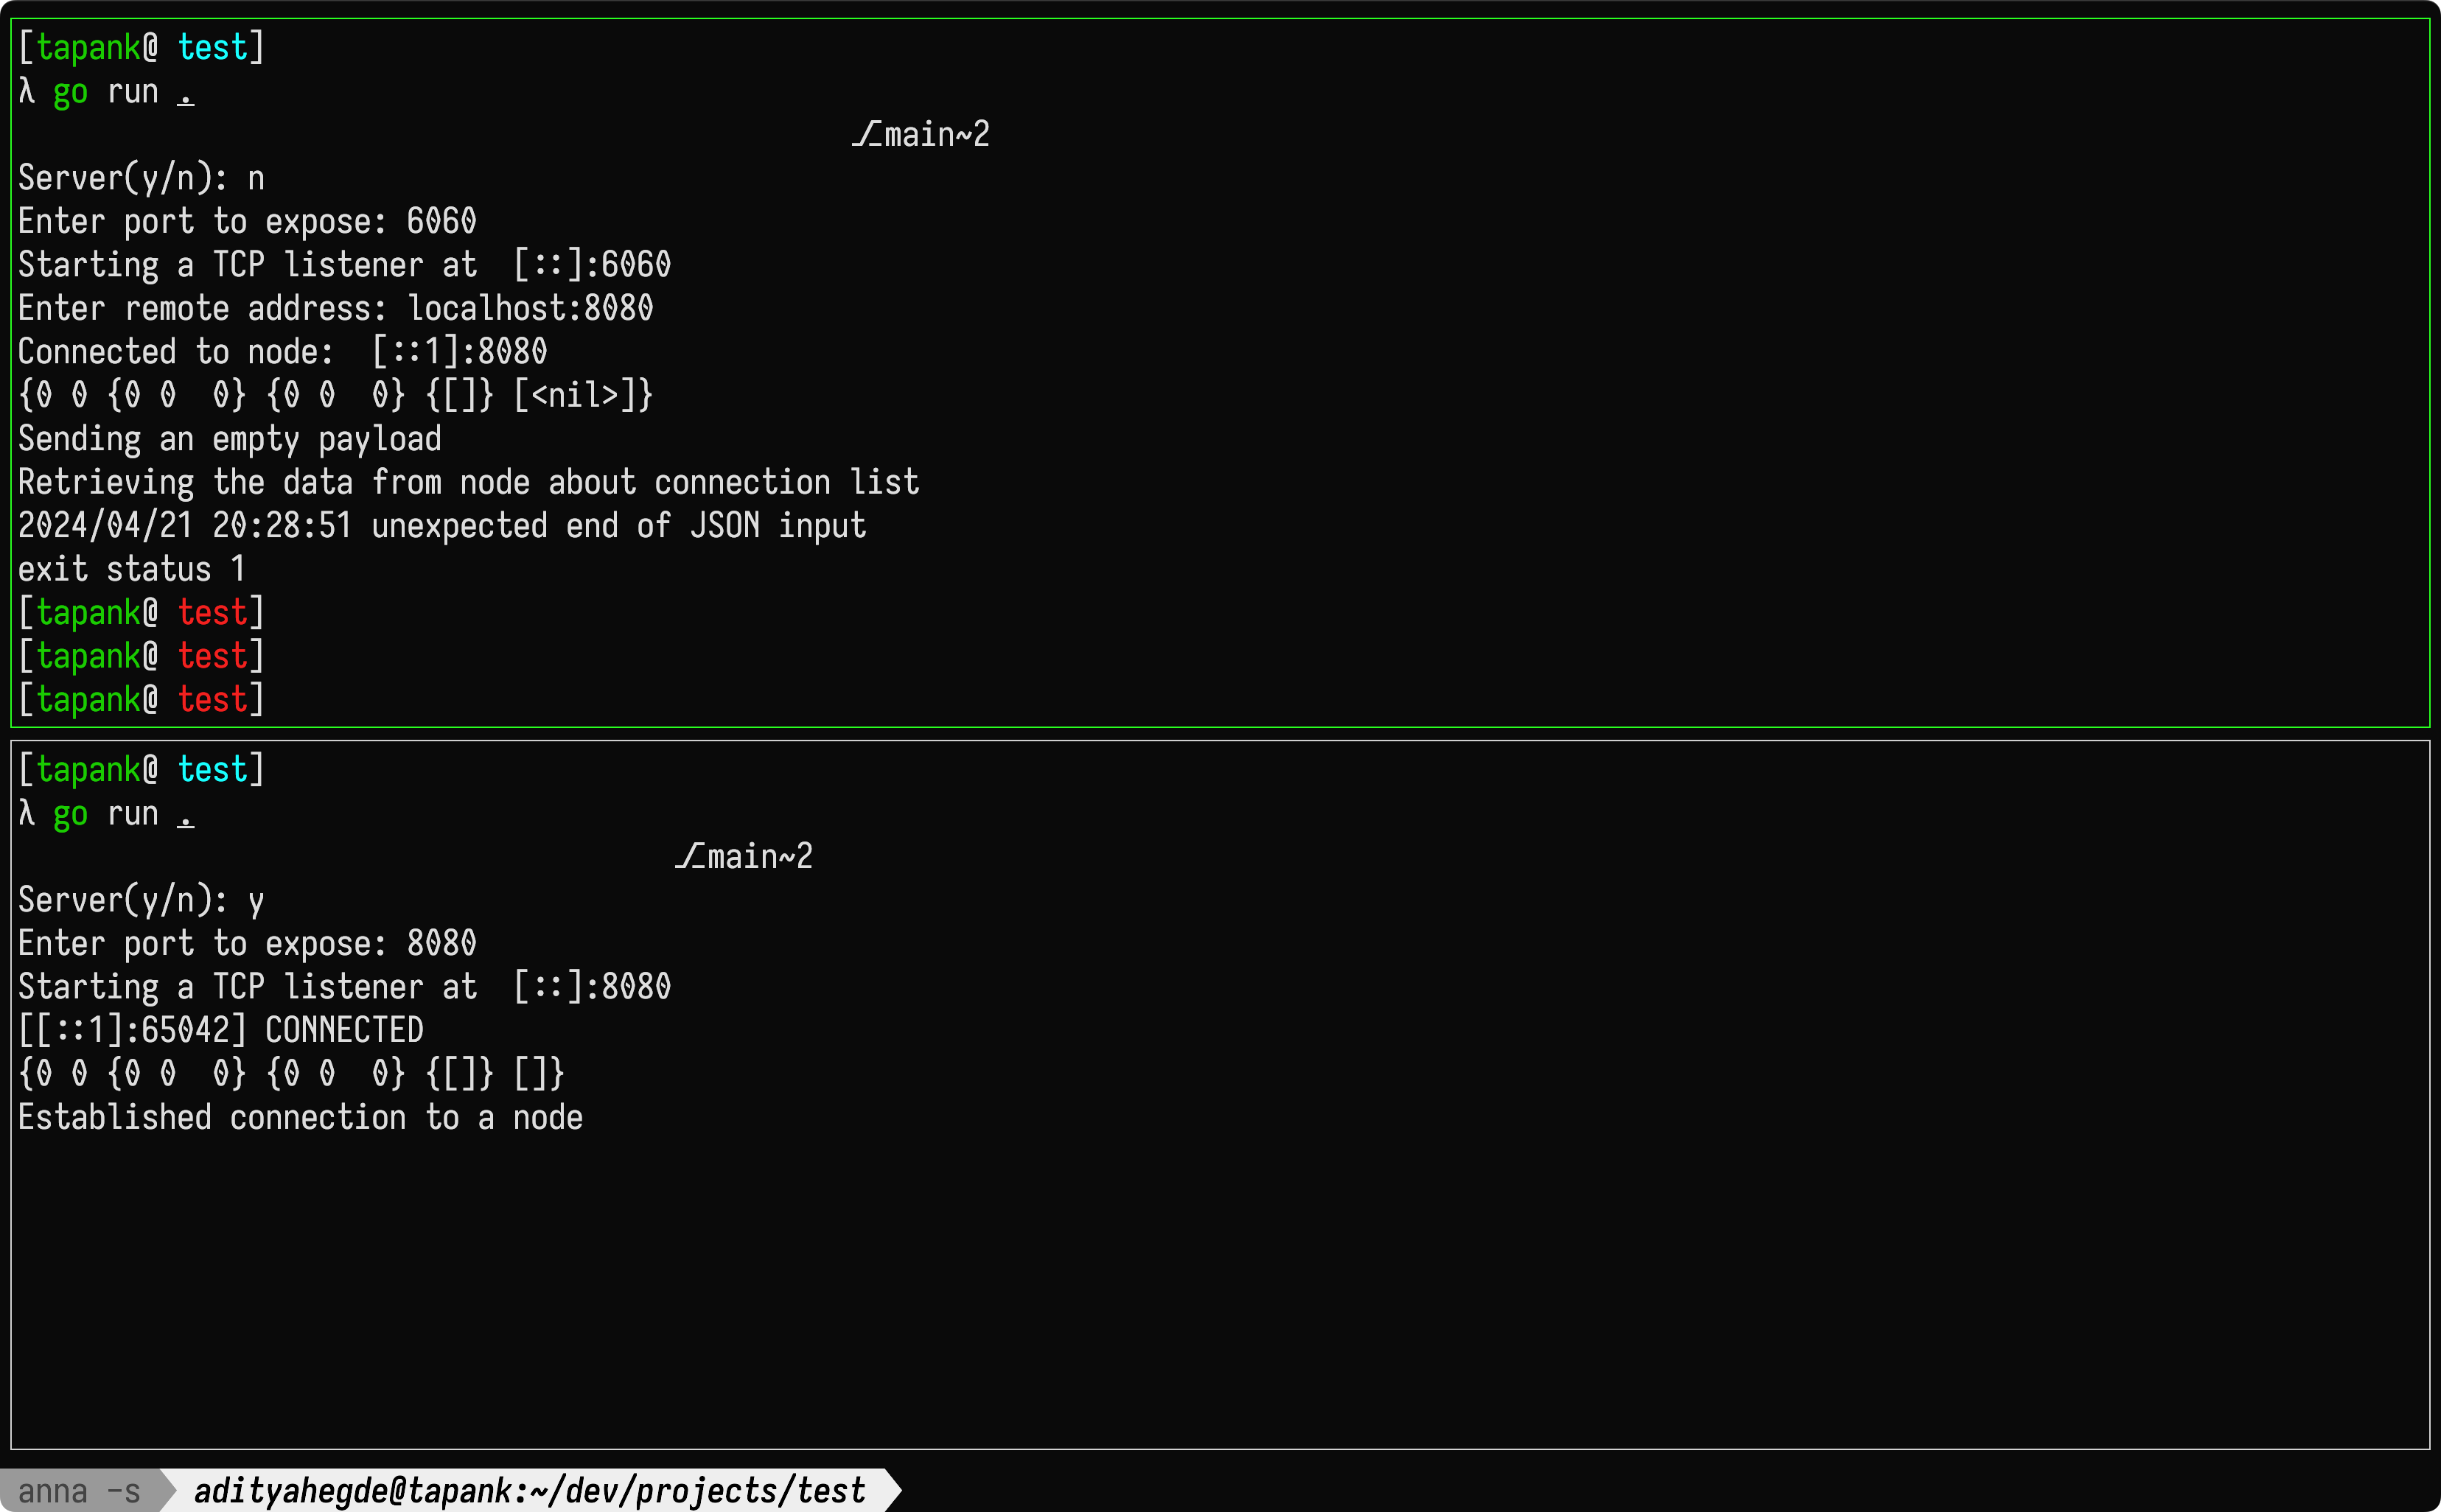 [tapank@ test]
λ go run .
⎇main~2
Server(y/n): n
Enter port to expose: 6060
Starting a TCP listener at  [::]:6060
Enter remote address: localhost:8080
Connected to node:  [::1]:8080
{0 0 {0 0  0} {0 0  0} {[]} [<nil>]}
Sending an empty payload
Retrieving the data from node about connection list
2024/04/21 20:28:51 unexpected end of JSON input
exit status 1
[tapank@ test]
[tapank@ test]
[tapank@ test]
[tapank@ test]
λ go run .
⎇main~2
Server(y/n): y
Enter port to expose: 8080
Starting a TCP listener at  [::]:8080
[[::1]:65042] CONNECTED
{0 0 {0 0  0} {0 0  0} {[]} []}
Established connection to a node
anna -s adityahegde@tapank:~/dev/projects/test